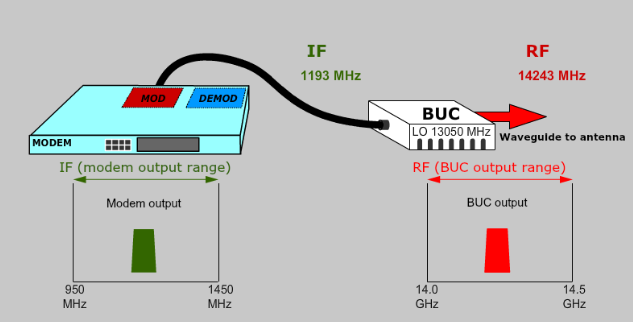 IF
RF
1193 MHz
14243 MHz
MOD
DEMOD
BUC
LO 13050 MHz
Waveguide to antenna
MODEM
IF (modem output range)
RF (BUC output range)
Modem output
BUC output
950
MHz
1450
MHz
14.0
GHz
14.5
GHz